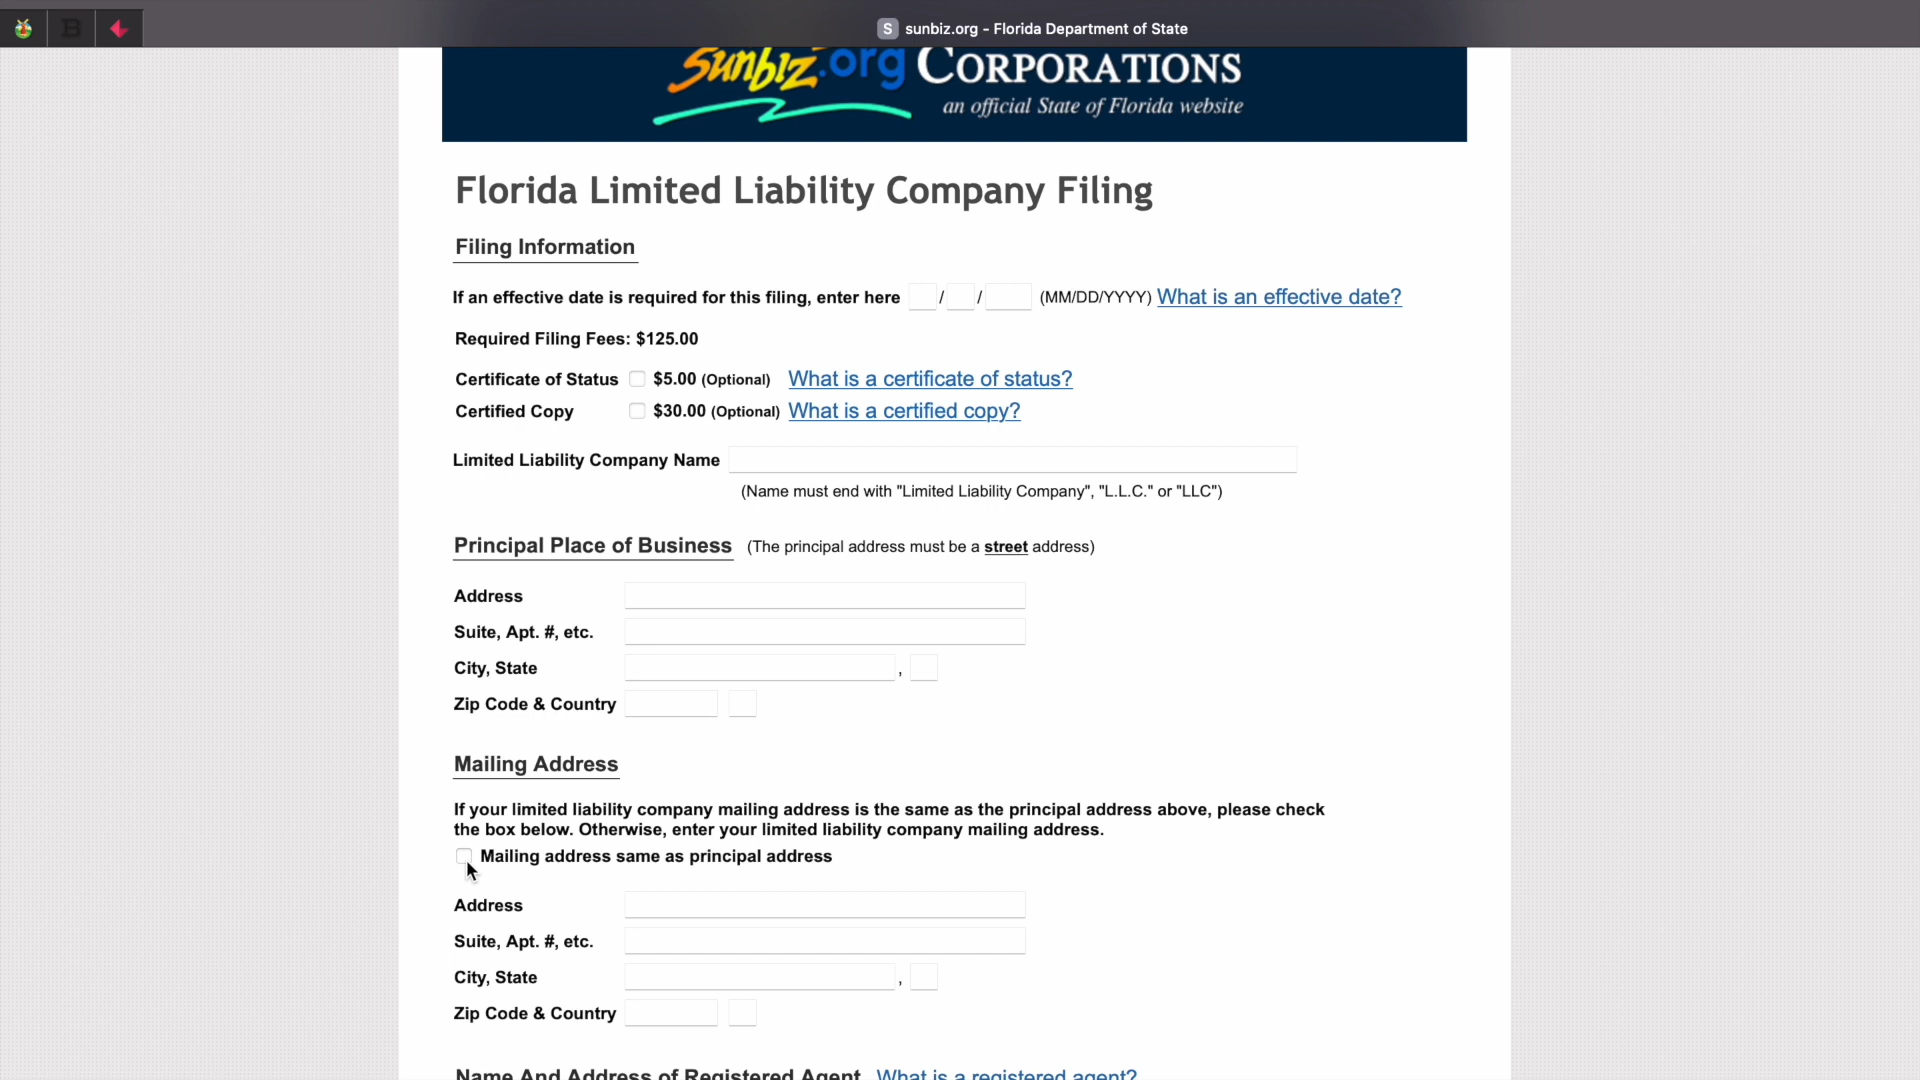 B
S sunbiz.org - Florida Department of State
Sunbiz.org CORPORATIONS
an official State of Florida website
Florida Limited Liability Company Filing
Filing Information
If an effective date is required for this filing, enter here / / (MM/DD/YYYY) What is an effective date?
Required Filing Fees: $125.00
Certificate of Status $5.00 (Optional) What is a certificate of status?
Certified Copy $30.00 (Optional) What is a certified copy?
Limited Liability Company Name
(Name must end with "Limited Liability Company", "L.L.C." or "LLC")
Principal Place of Business (The principal address must be a street address)
Address
Suite, Apt. #, etc.
City, State ,
Zip Code & Country
Mailing Address
If your limited liability company mailing address is the same as the principal address above, please check
the box below. Otherwise, enter your limited liability company mailing address.
Mailing address same as principal address
Address
Suite, Apt. #, etc.
City, State ,
Zip Code & Country
Name And Address of Registered Agent What is a registered agent?